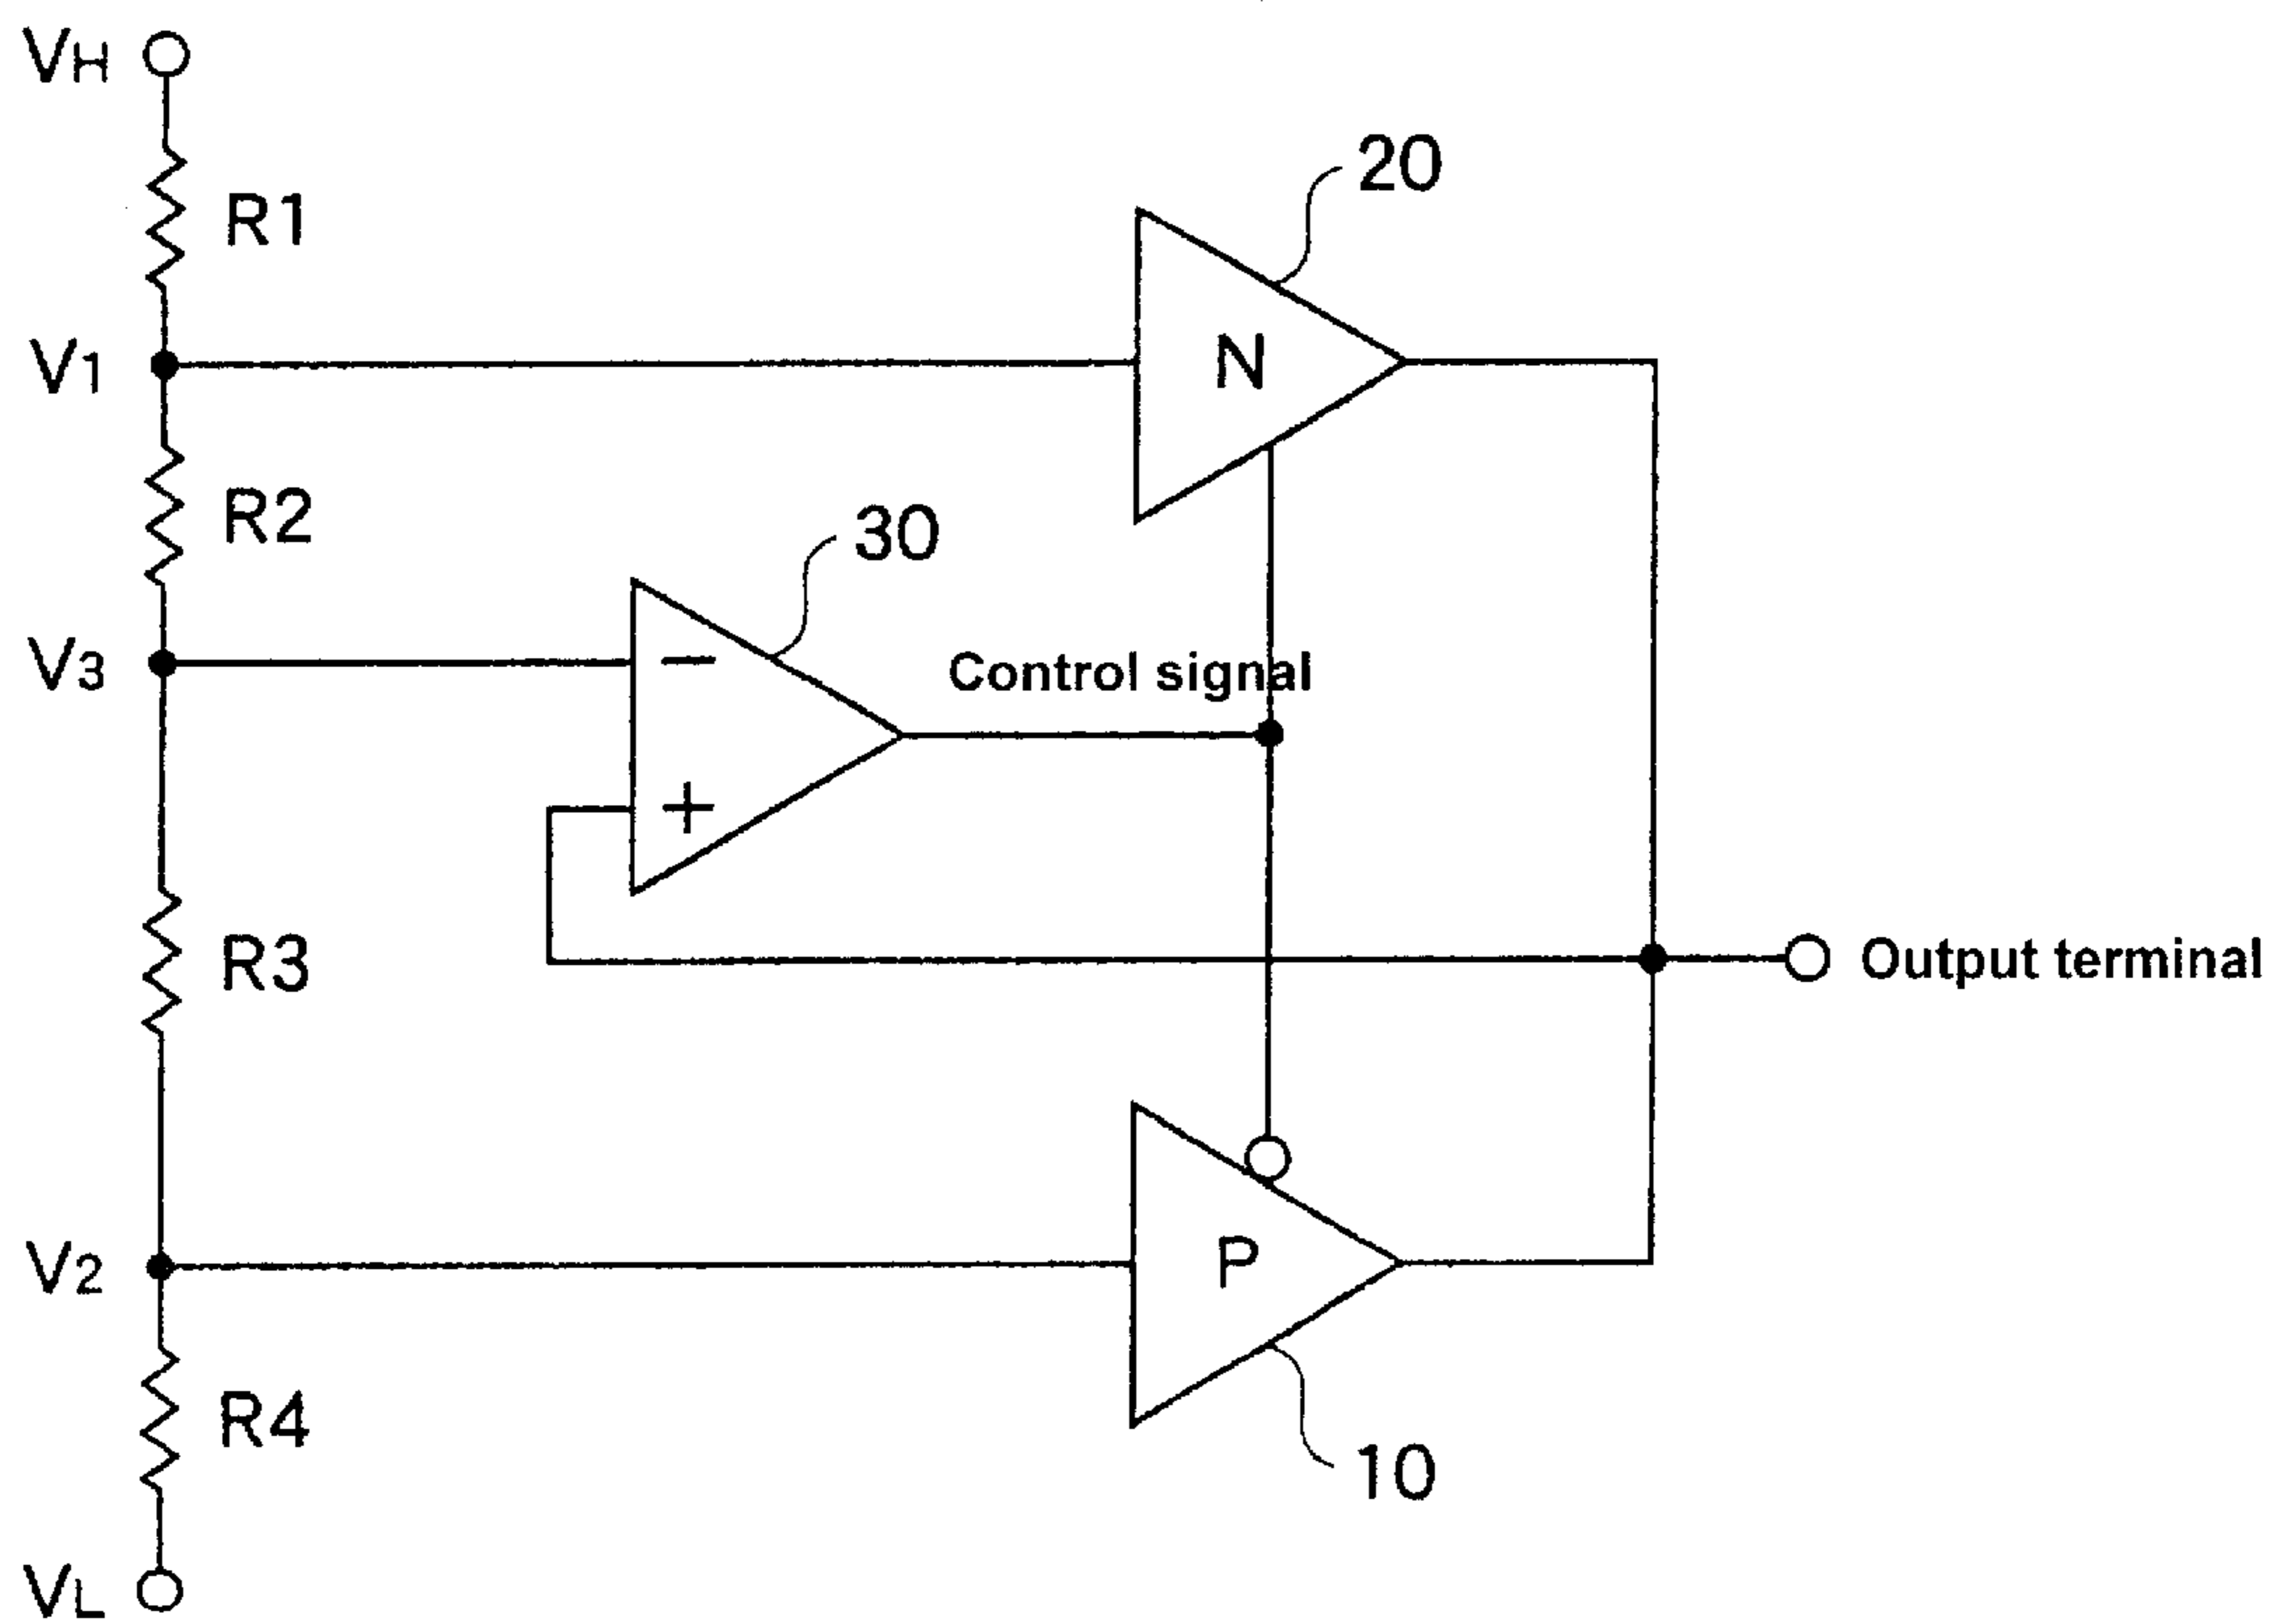 VH
20
R1
V1
N
R2
30
V3
−
Control signal
+
R3
Output terminal
V2
P
R4
10
VL